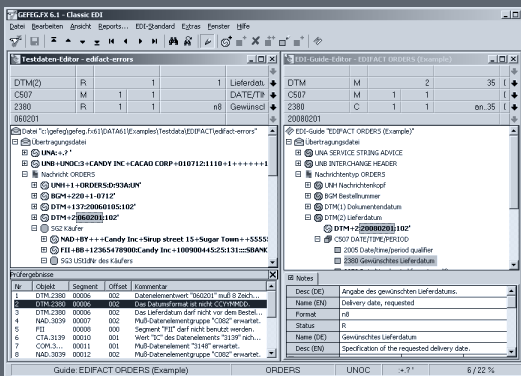 GEFEG.FX 6.1 - Classic EDI
Datei Bearbeiten Ansicht Reports... EDI-Standard Extras Fenster Hilfe
Testdaten-Editor - edifact-errors
DTM(2) R 1 1 Lieferdatu
C507 M 1 1 DATE/TIM
2380 R 1 1 n8 Gewünscl
060201
Datei "c:\gefeg\gefeg.fx61\DATA61\Examples\Testdata\EDIFACT\edifact-errors"
Übertragungsdatei
UNA:+.? '
UNB+UNOC:3+CANDY INC+CACAO CORP+010712:1110+1++++++1
Nachricht ORDERS
UNH+1+ORDERS:D:93A:UN'
BGM+220+1-0712'
DTM+137:20060105:102'
DTM+2:060201:102'
SG2 Käufer
NAD+BY+++Candy Inc+Sirup street 15+Sugar Town++5555
FII+BB+123654789000:Candy Inc+100900445:25:131:::SBANK
SG3 UStIdNr des Käufers
EDI-Guide-Editor - EDIFACT ORDERS (Example)
DTM M 2 35
C507 M 1 1
2380 C 1 1 an..35
20080201
EDI-Guide "EDIFACT ORDERS (Example)"
Übertragungsdatei
UNA SERVICE STRING ADVICE
UNB INTERCHANGE HEADER
Nachrichtentyp ORDERS
UNH Nachrichtenkopf
BGM Bestellnummer
DTM(1) Dokumentendatum
DTM(2) Lieferdatum
DTM+2:20080201:102'
C507 DATE/TIME/PERIOD
2005 Date/time/period qualifier
2380 Gewünschtes Lieferdatum
Prüfergebnisse
Nr Objekt Segment Offset Kommentar
1 DTM.2380 00006 002 Datenelementwert "060201" muß 8 Zeich...
2 DTM.2380 00006 002 Das Datumsformat ist nicht CCYYMMDD.
3 DTM.2380 00006 002 Das Lieferdatum darf nicht vor dem Bestel...
4 NAD.3039 00007 002 Muß-Datenelementgruppe "C082" erwartet.
5 FII 00008 000 Segment "FII" darf nicht benutzt werden.
6 CTA.3139 00010 001 Wert "IC" des Datenelements "3139" nich...
7 COM.3... 00011 001 Muß-Datenelement "3148" erwartet.
8 NAD.3039 00012 002 Muß-Datenelementgruppe "C082" erwartet.
Notes
Desc (DE) Angabe des gewünschten Lieferdatums.
Name (EN) Delivery date, requested
Format n8
Status R
Name (DE) Gewünschtes Lieferdatum
Desc (EN) Specification of the requested delivery date.
Guide: EDIFACT ORDERS (Example) ORDERS UNOC :+.?' 6 / 22 %